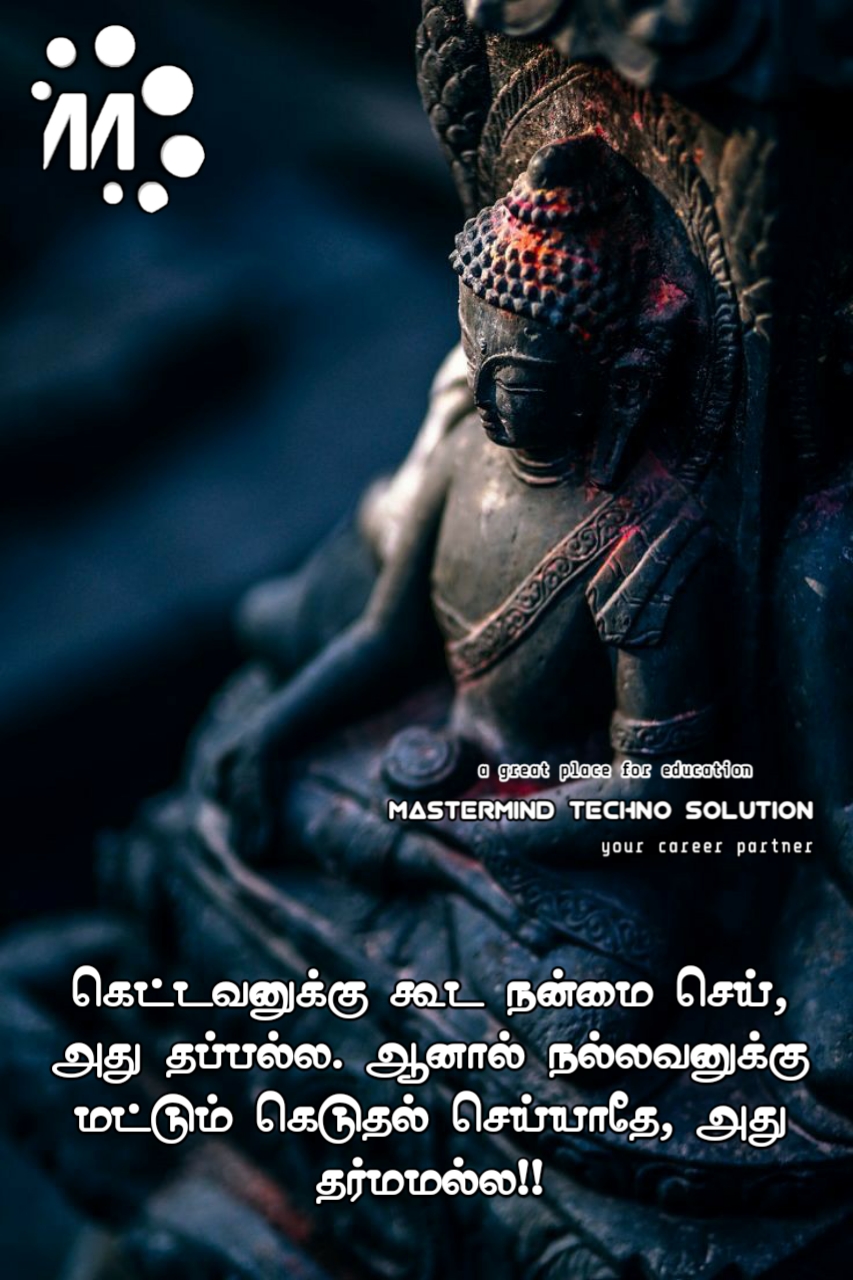 M
a great place for education
MASTERMIND TECHNO SOLUTION
your career partner
கெட்டவனுக்கு கூட நன்மை செய்,
அது தப்பல்ல. ஆனால் நல்லவனுக்கு
மட்டும் கெடுதல் செய்யாதே, அது
தர்மமல்ல!!